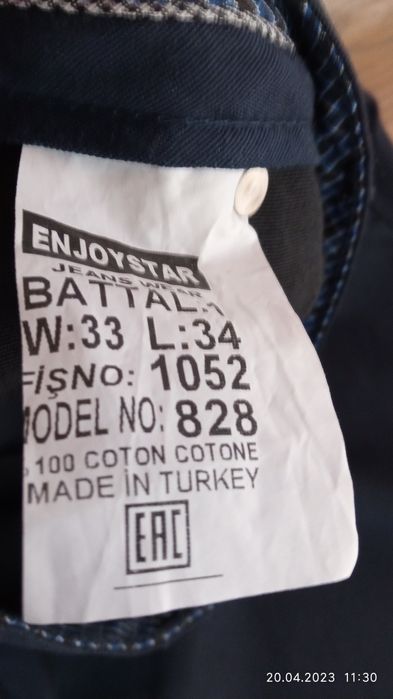 ENJOYSTAR
JEANS WEAR
BATTAL:1
W:33 L:34
FİŞNO: 1052
MODEL NO: 828
100 COTON COTONE
MADE İN TURKEY
EAC
20.04.2023 11:30